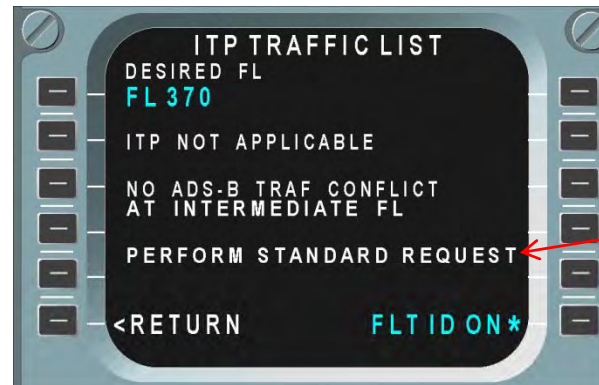 ITP TRAFFIC LIST
DESIRED FL
FL 370
ITP NOT APPLICABLE
NO ADS-B TRAF CONFLICT
AT INTERMEDIATE FL
PERFORM STANDARD REQUEST
<RETURN FLT ID ON*